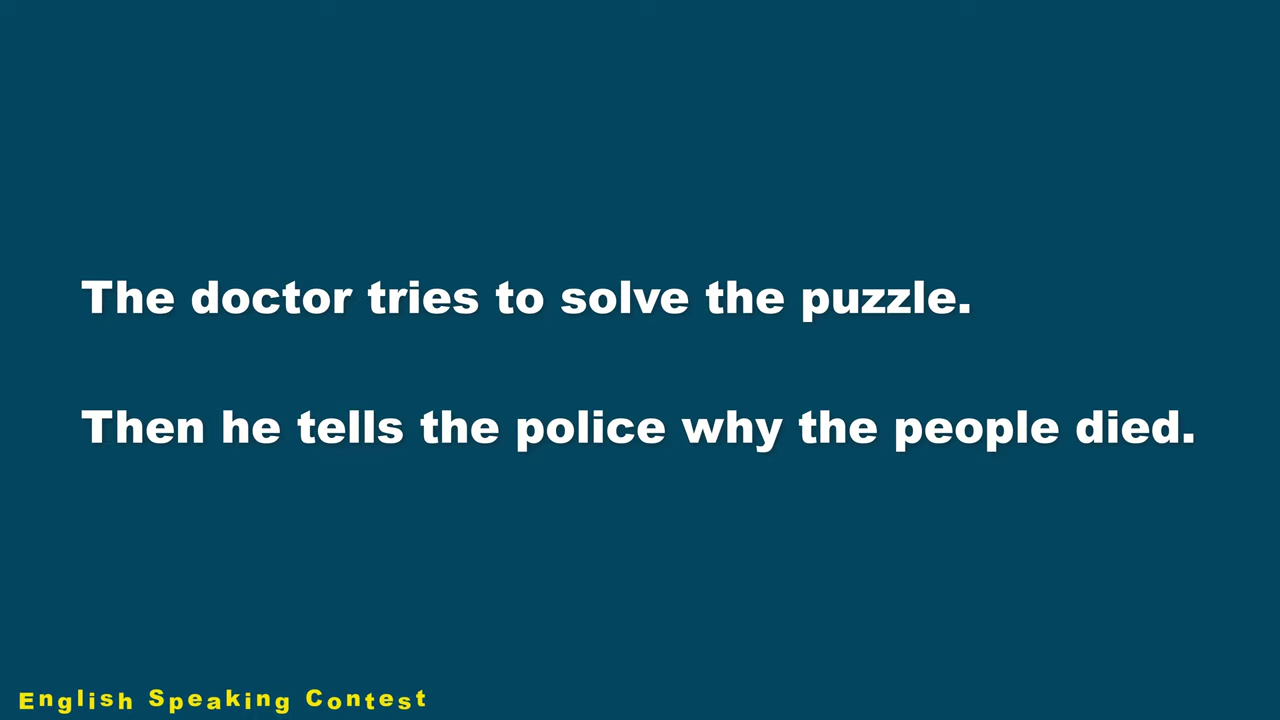 The doctor tries to solve the puzzle.
Then he tells the police why the people died.
English Speaking Contest